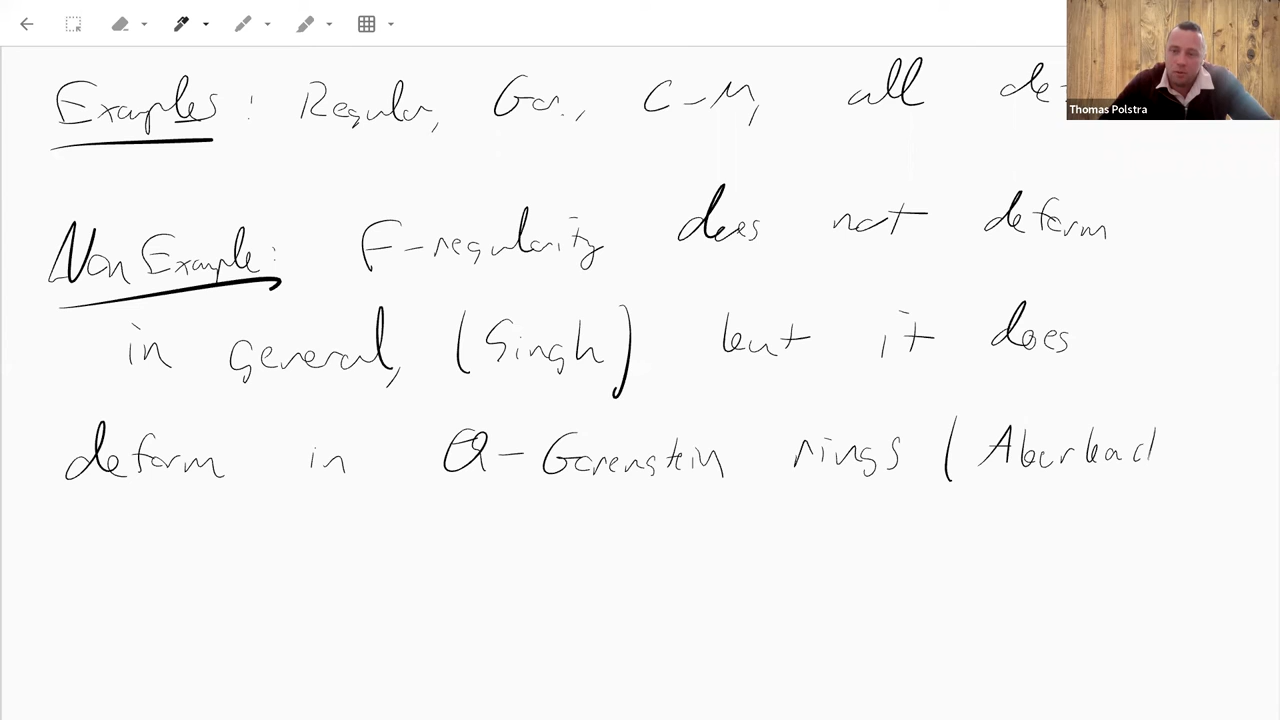 Examples: Regular, Gor., C-M, all de-
Thomas Polstra
Non Example: F-regularity does not deform
in general, (Singh) but it does
deform in Q-Gorenstein rings (Aberbach